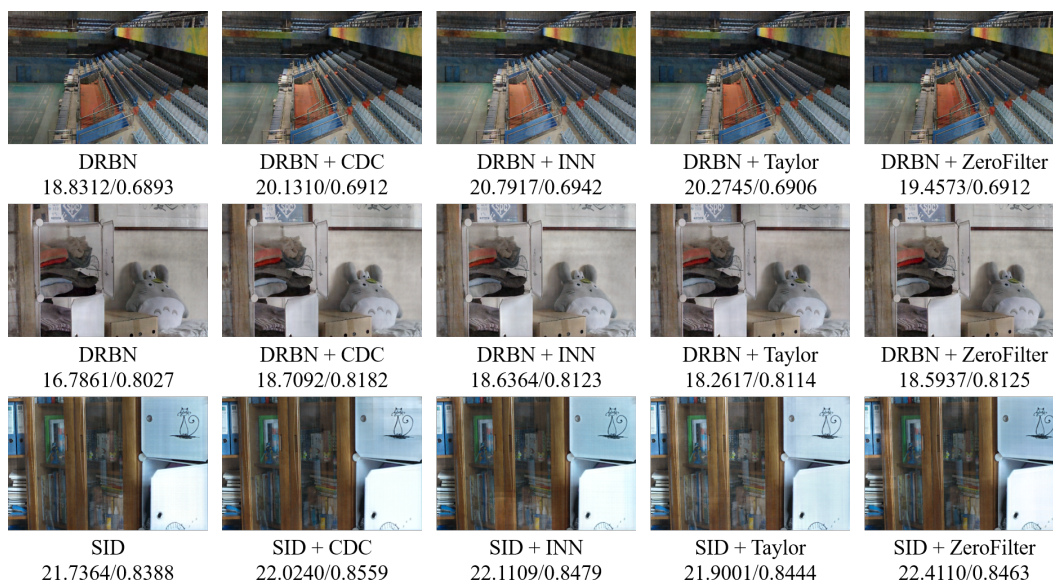 DRBN DRBN + CDC DRBN + INN DRBN + Taylor DRBN + ZeroFilter
18.8312/0.6893 20.1310/0.6912 20.7917/0.6942 20.2745/0.6906 19.4573/0.6912
DRBN DRBN + CDC DRBN + INN DRBN + Taylor DRBN + ZeroFilter
16.7861/0.8027 18.7092/0.8182 18.6364/0.8123 18.2617/0.8114 18.5937/0.8125
SID SID + CDC SID + INN SID + Taylor SID + ZeroFilter
21.7364/0.8388 22.0240/0.8559 22.1109/0.8479 21.9001/0.8444 22.4110/0.8463